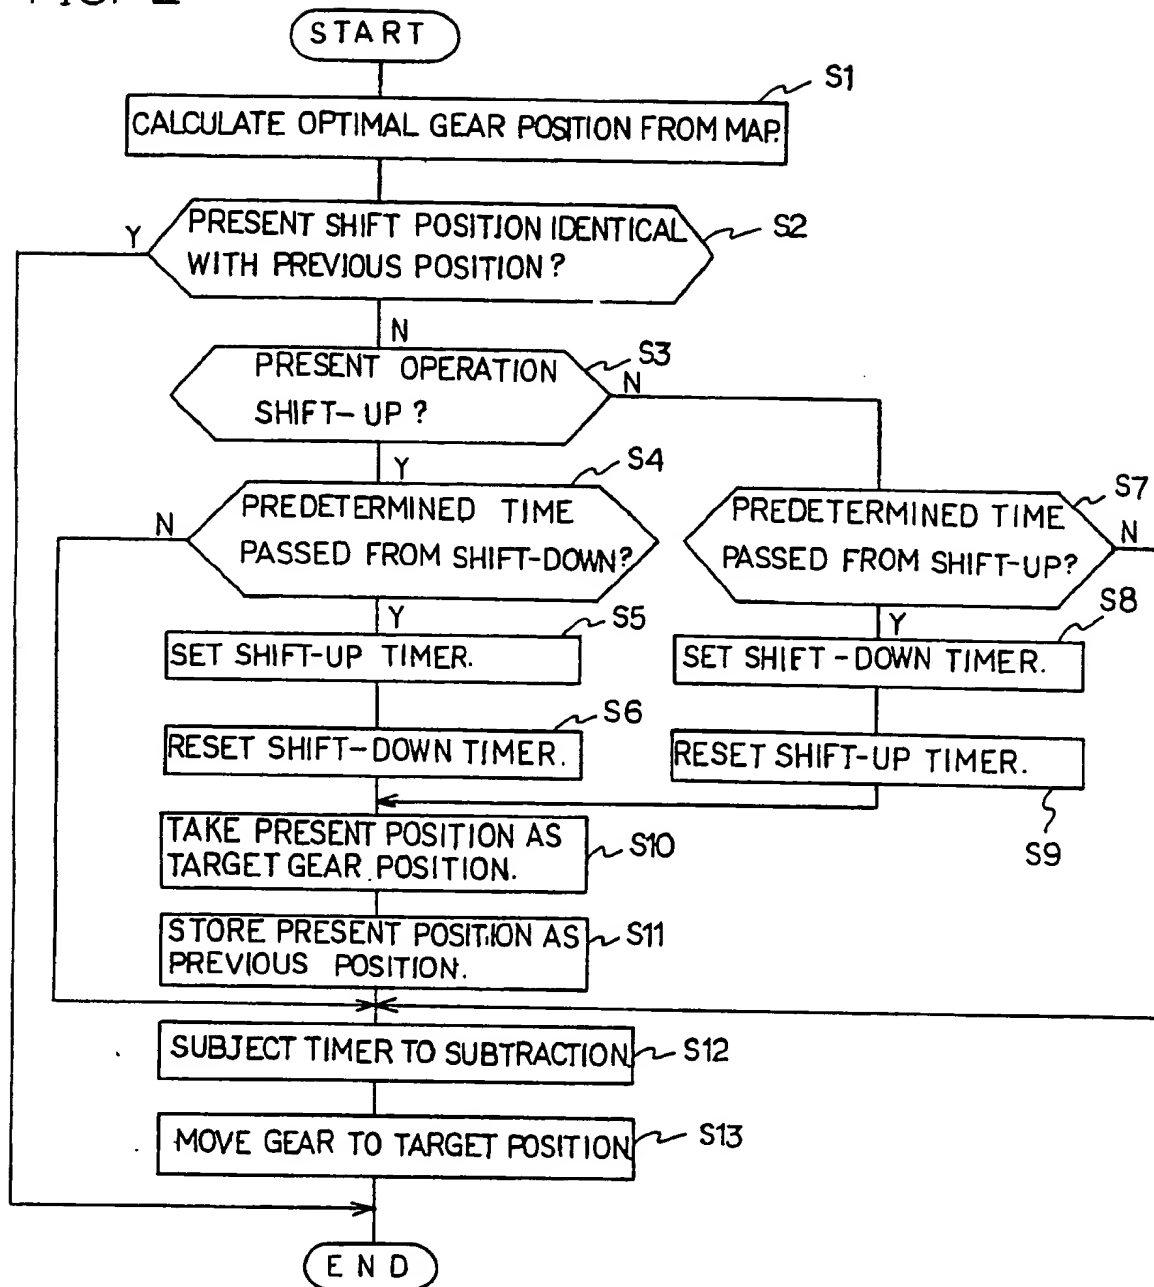 START
S1
CALCULATE OPTIMAL GEAR POSITION FROM MAP.
PRESENT SHIFT POSITION IDENTICAL
WITH PREVIOUS POSITION?
S2
Y
N
PRESENT OPERATION
SHIFT-UP?
S3
N
Y
PREDETERMINED TIME
PASSED FROM SHIFT-DOWN?
S4
N
Y
PREDETERMINED TIME
PASSED FROM SHIFT-UP?
S7
N
Y
SET SHIFT-UP TIMER.
S5
SET SHIFT-DOWN TIMER.
S8
RESET SHIFT-DOWN TIMER.
S6
RESET SHIFT-UP TIMER.
S9
TAKE PRESENT POSITION AS
TARGET GEAR POSITION.
S10
STORE PRESENT POSITION AS
PREVIOUS POSITION.
S11
SUBJECT TIMER TO SUBTRACTION
S12
MOVE GEAR TO TARGET POSITION
S13
END